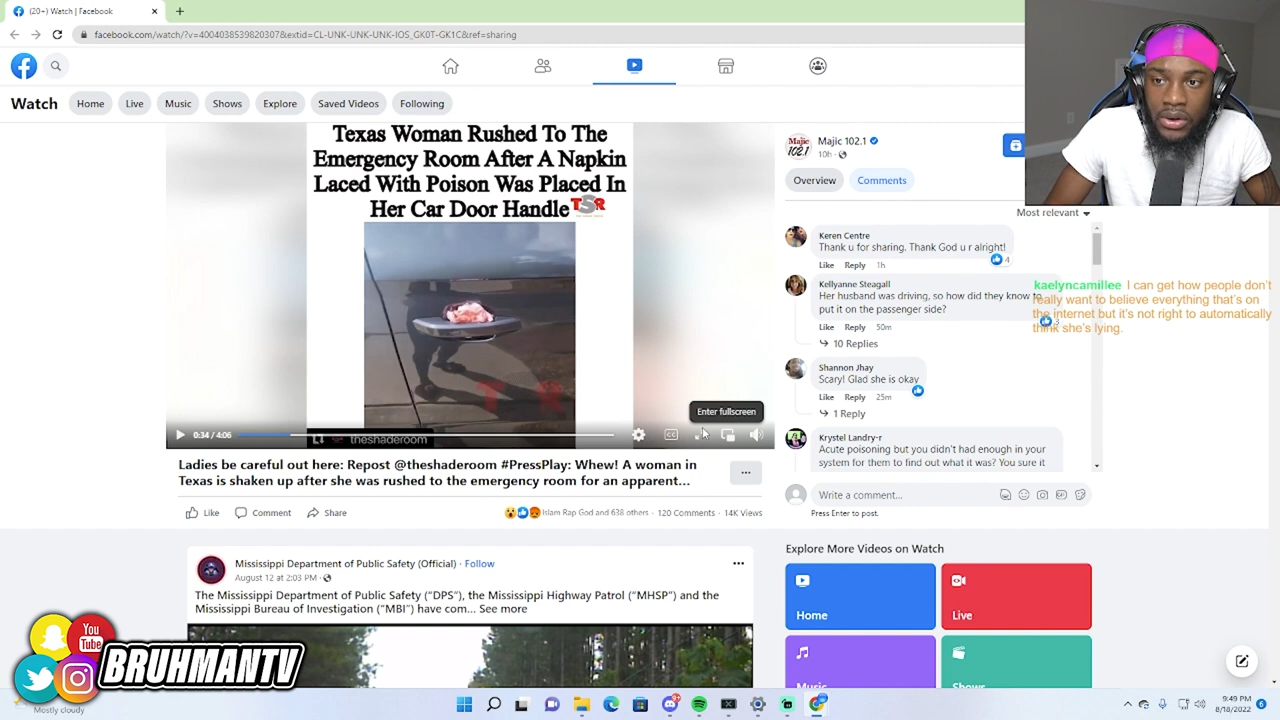 (20+) Watch | Facebook
facebook.com/watch/?v=4004038539820307&extid=CL-UNK-UNK-UNK-IOS_GK0T-GK1C&ref=sharing
Watch
Home
Live
Music
Shows
Explore
Saved Videos
Following
Texas Woman Rushed To The
Emergency Room After A Napkin
Laced With Poison Was Placed In
Her Car Door Handle
TSR
Enter fullscreen
0:34 / 4:06
theshaderoom
Ladies be careful out here: Repost @theshaderoom #PressPlay: Whew! A woman in
Texas is shaken up after she was rushed to the emergency room for an apparent...
Like
Comment
Share
Islam Rap God and 638 others · 120 Comments · 14K Views
Mississippi Department of Public Safety (Official) · Follow
August 12 at 2:03 PM ·
The Mississippi Department of Public Safety (“DPS”), the Mississippi Highway Patrol (“MHSP”) and the
Mississippi Bureau of Investigation (“MBI”) have com... See more
Majic 102.1
10h ·
Overview
Comments
Most relevant
Keren Centre
Thank u for sharing. Thank God u r alright!
4
Like Reply 1h
Kellyanne Steagall
Her husband was driving, so how did they know to
put it on the passenger side?
3
Like Reply 50m
10 Replies
Shannon Jhay
Scary! Glad she is okay
Like Reply 25m
1 Reply
Krystel Landry-r
Acute poisoning but you didn't had enough in your
system for them to find out what it was? You sure it
Write a comment...
Press Enter to post.
kaelyncamillee I can get how people don't
really want to believe everything that's on
the internet but it's not right to automatically
think she's lying.
Explore More Videos on Watch
Home
Live
Music
Shows
You
Tube
BRUHMANTV
Mostly cloudy
9:49 PM
8/18/2022